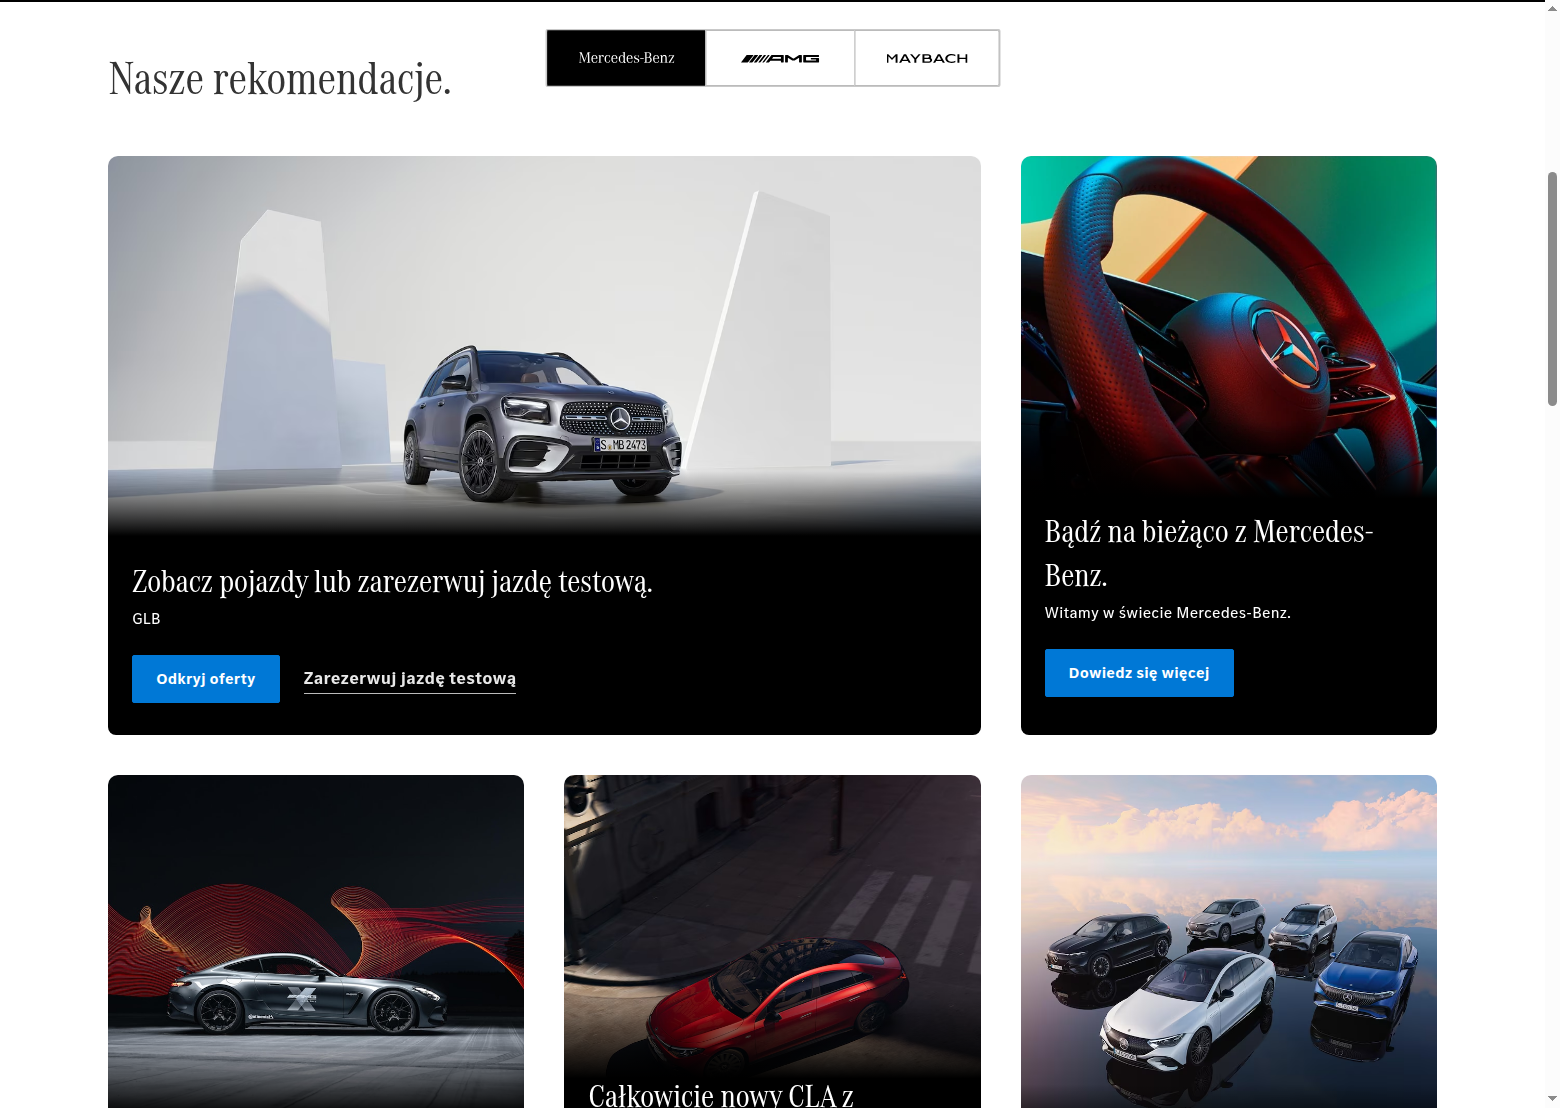 Nasze rekomendacje.
Mercedes-Benz
AMG
MAYBACH
S MB 2473
Zobacz pojazdy lub zarezerwuj jazdę testową.
GLB
Odkryj oferty
Zarezerwuj jazdę testową
Bądź na bieżąco z Mercedes-
Benz.
Witamy w świecie Mercedes-Benz.
Dowiedz się więcej
Całkowicie nowy CLA z